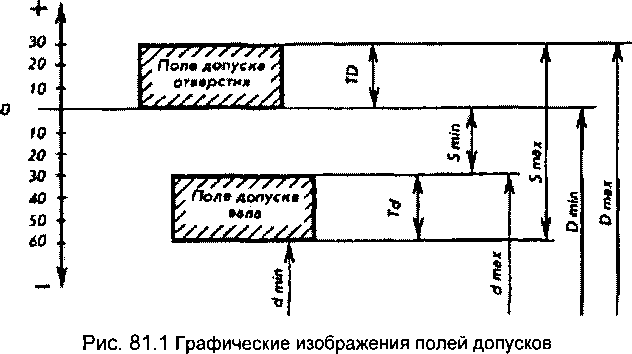 +
30
20
10
0
10
20
30
40
50
60
–
Поле допуска
отверстия
Поле допуска
вала
TD
S min
S max
D min
D max
Td
d min
d max
Рис. 81.1 Графические изображения полей допусков